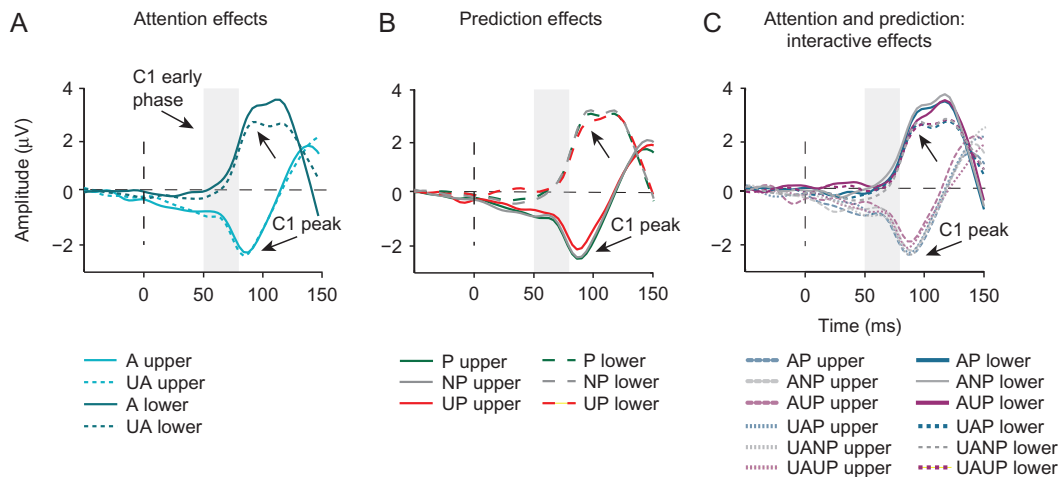 A
Attention effects
C1 early
phase
4
2
0
−2
Amplitude (μV)
C1 peak
0
50
100
150
A upper
UA upper
A lower
UA lower
B
Prediction effects
4
2
0
−2
C1 peak
0
50
100
150
P upper
P lower
NP upper
NP lower
UP upper
UP lower
C
Attention and prediction:
interactive effects
4
2
0
−2
C1 peak
0
50
100
150
Time (ms)
AP upper
AP lower
ANP upper
ANP lower
AUP upper
AUP lower
UAP upper
UAP lower
UANP upper
UANP lower
UAUP upper
UAUP lower